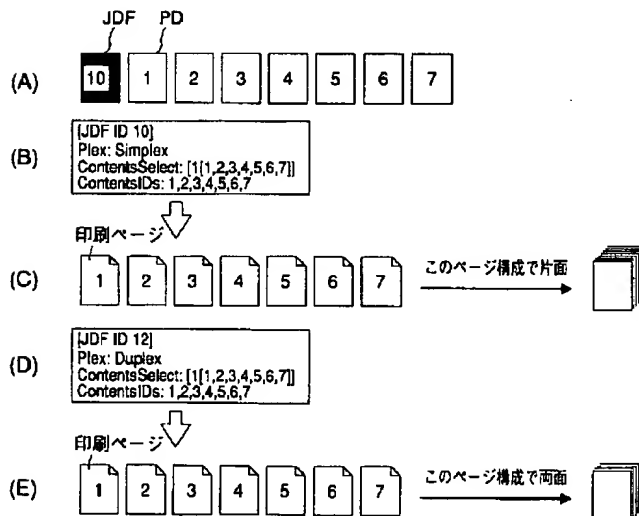 JDF PD
(A) 10 1 2 3 4 5 6 7
(B) [JDF ID 10]
Plex: Simplex
ContentsSelect: [1[1,2,3,4,5,6,7]]
ContentsIDs: 1,2,3,4,5,6,7
印刷ページ
(C) 1 2 3 4 5 6 7 このページ構成で片面
(D) [JDF ID 12]
Plex: Duplex
ContentsSelect: [1[1,2,3,4,5,6,7]]
ContentsIDs: 1,2,3,4,5,6,7
印刷ページ
(E) 1 2 3 4 5 6 7 このページ構成で両面